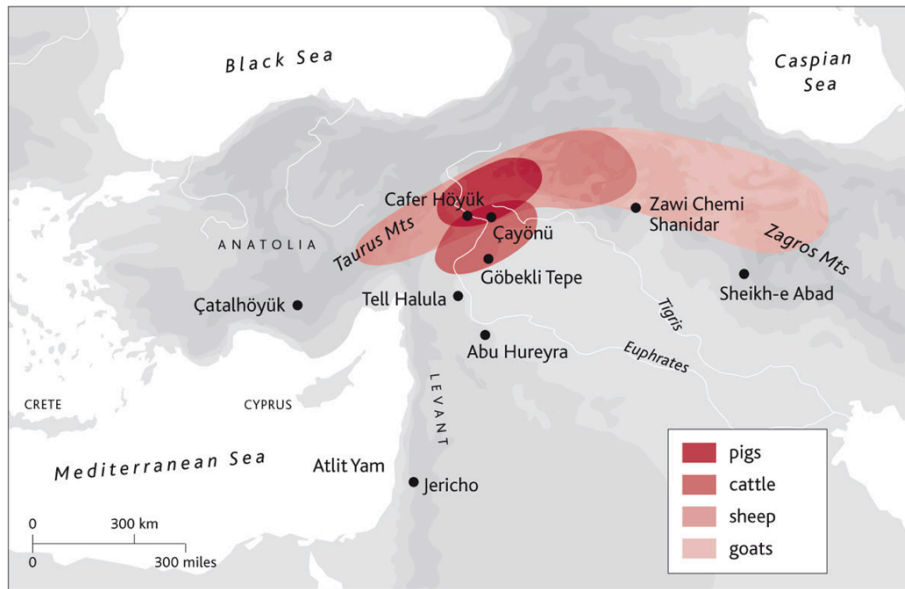 Black Sea
Caspian
Sea
Cafer Höyük
Çayönü
Zawi Chemi
Shanidar
Taurus Mts
Zagros Mts
ANATOLIA
Göbekli Tepe
Sheikh-e Abad
Çatalhöyük
Tell Halula
Tigris
Abu Hureyra
Euphrates
LEVANT
CRETE
CYPRUS
Mediterranean Sea
Atlit Yam
Jericho
0
300 km
0
300 miles
pigs
cattle
sheep
goats